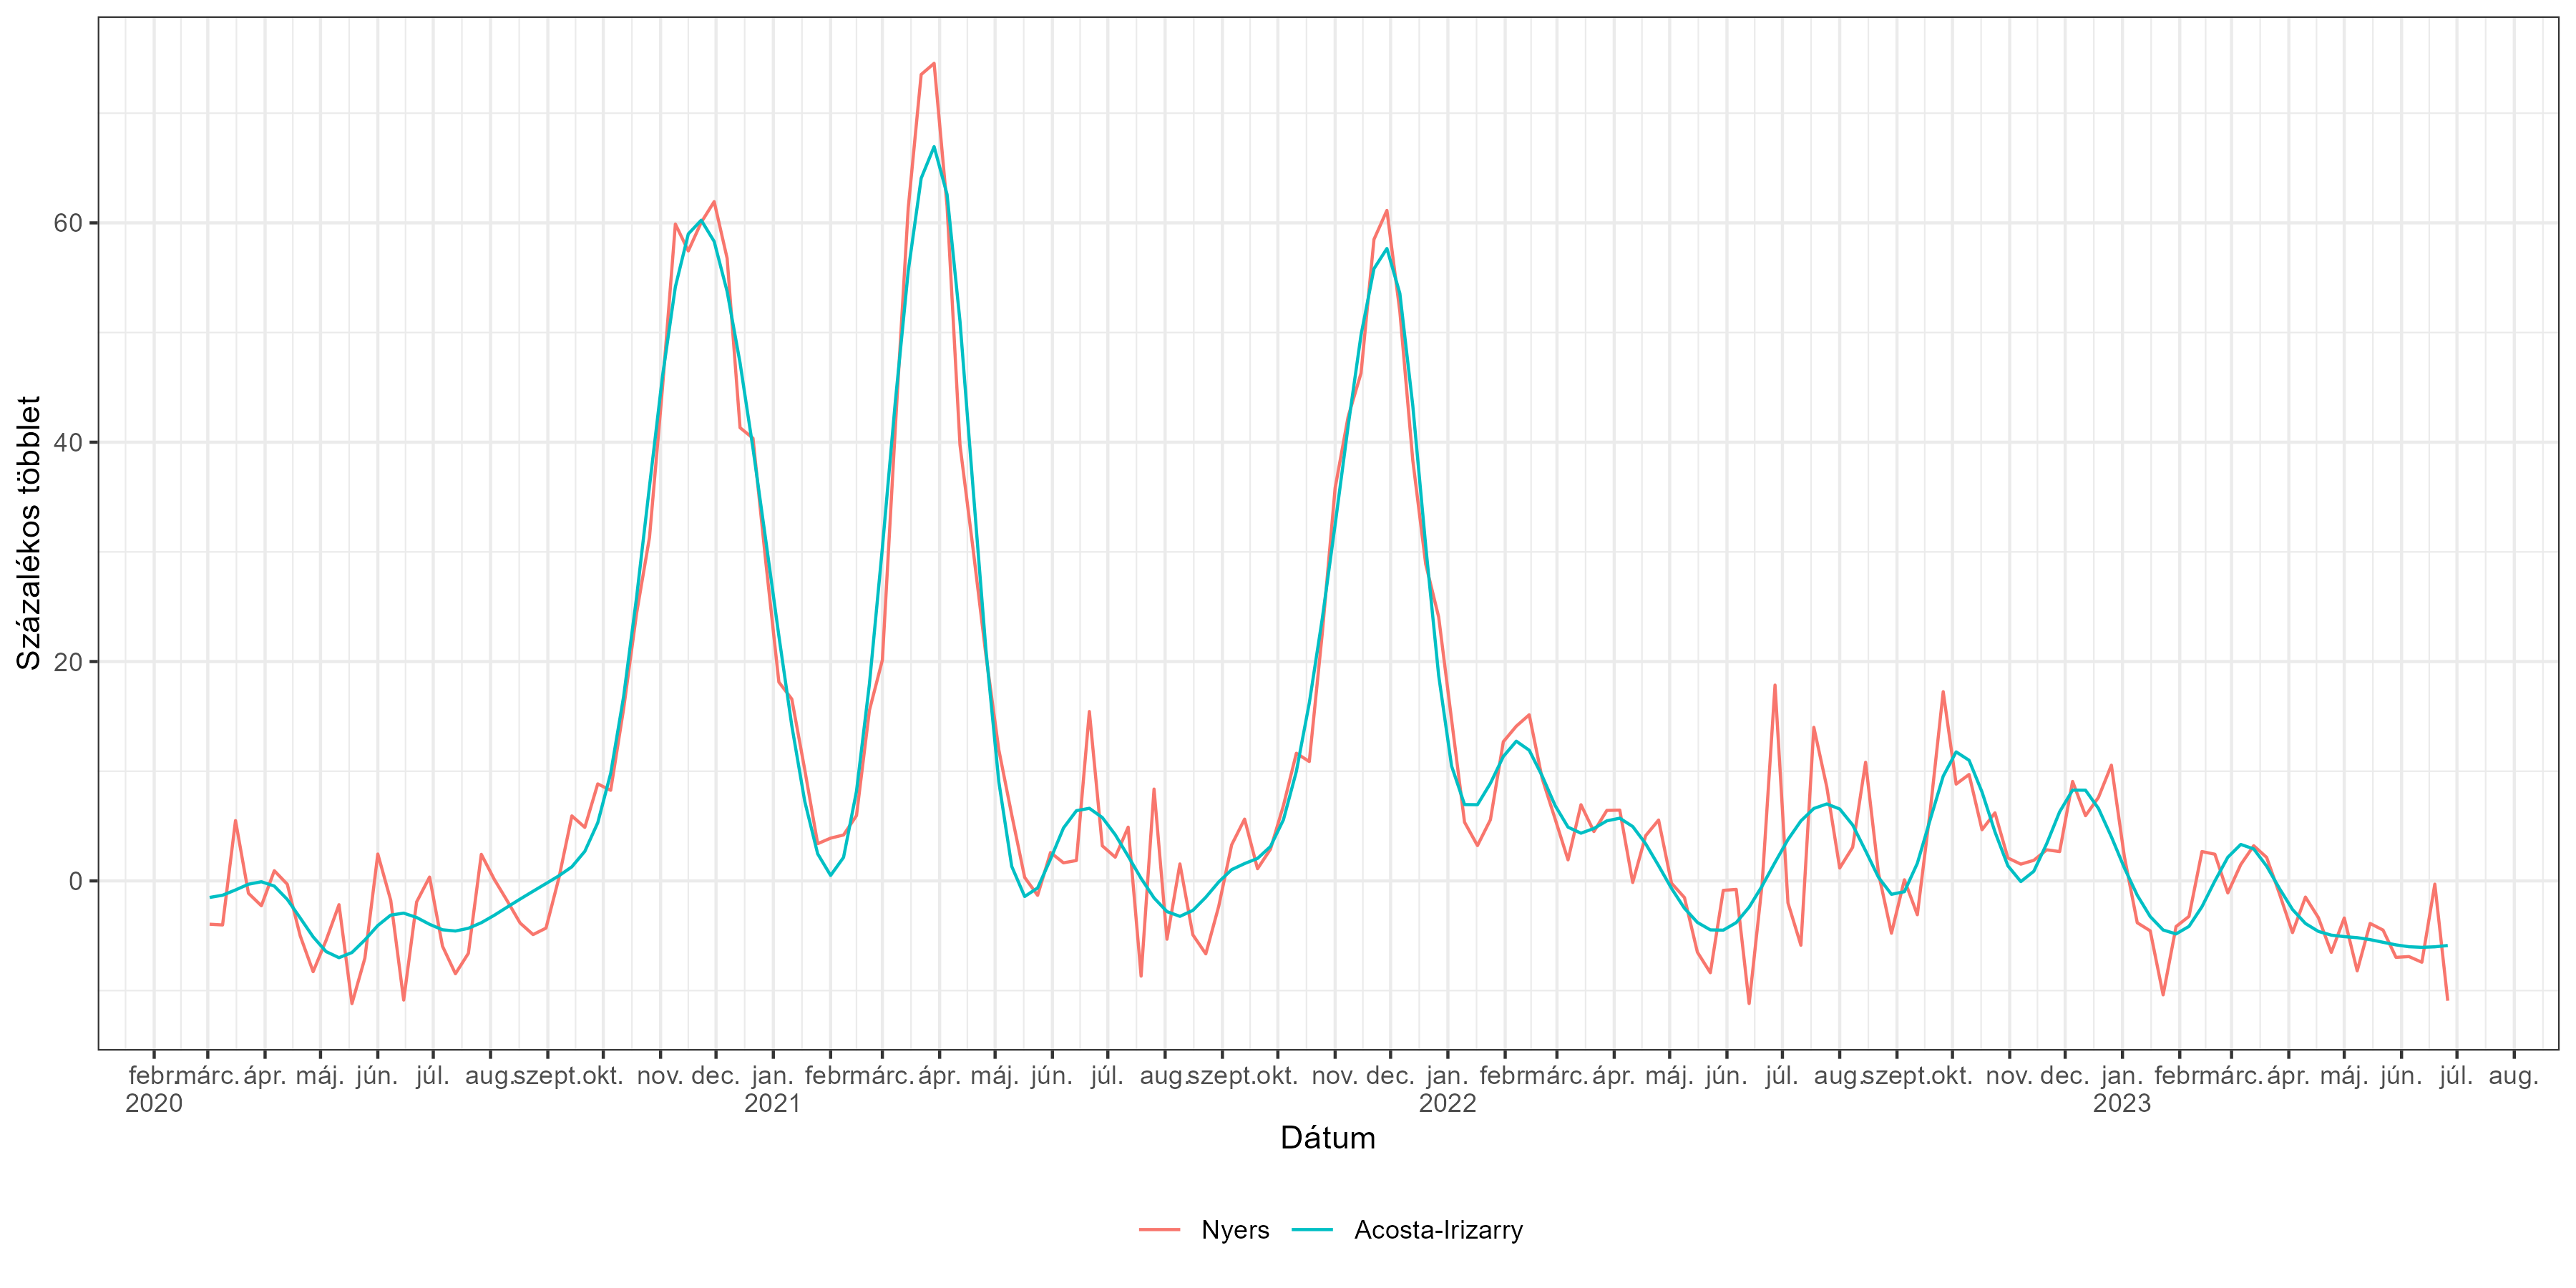 Százalékos többlet
60
40
20
0
febr. márc. ápr. máj. jún. júl. aug. szept. okt. nov. dec. jan. febr. márc. ápr. máj. jún. júl. aug. szept. okt. nov. dec. jan. febr. márc. ápr. máj. jún. júl. aug. szept. okt. nov. dec. jan. febr. márc. ápr. máj. jún. júl. aug.
2020 2021 2022 2023
Dátum
Nyers Acosta-Irizarry